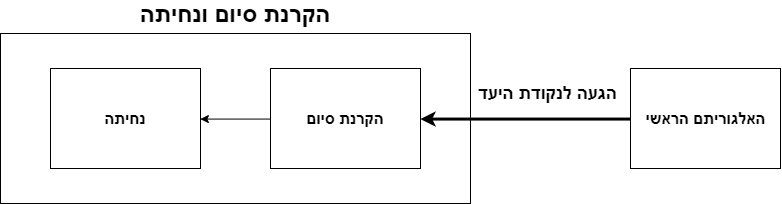 הקרנת סיום ונחיתה
הגעה לנקודת היעד
האלגוריתם הראשי
הקרנת סיום
נחיתה